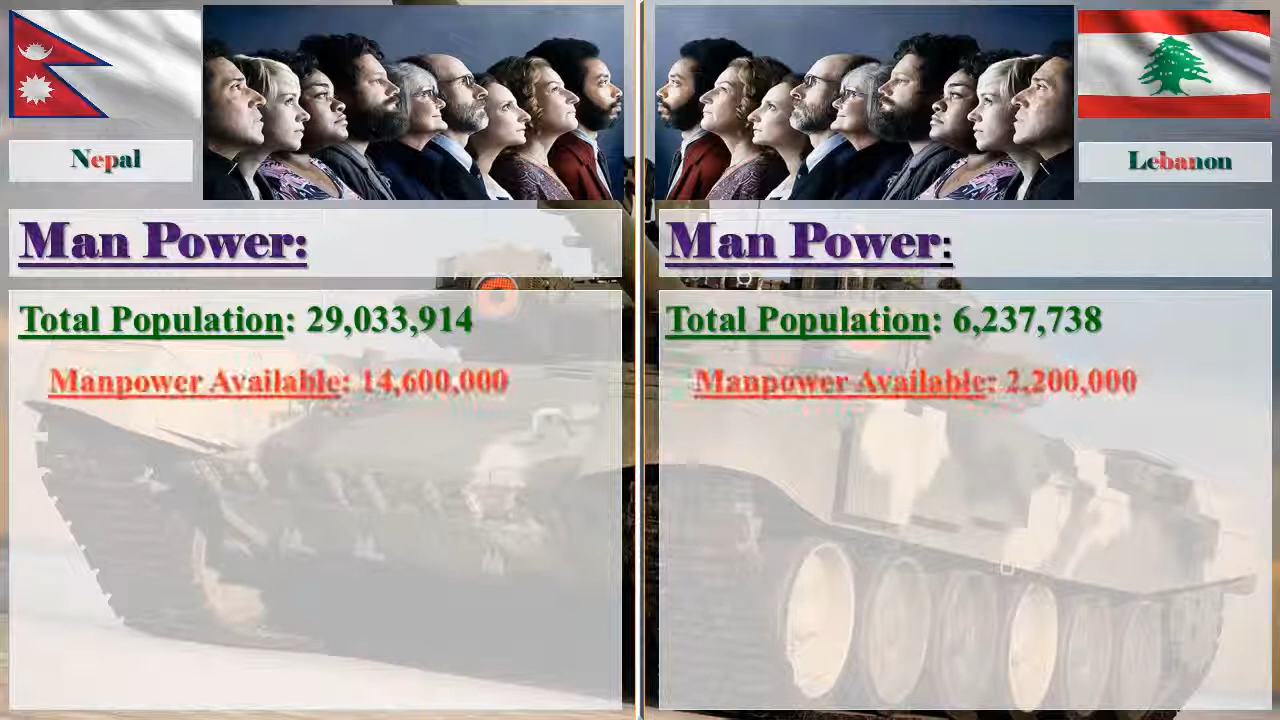 Nepal
Man Power:
Total Population: 29,033,914
Manpower Available: 14,600,000
Lebanon
Man Power:
Total Population: 6,237,738
Manpower Available: 2,200,000